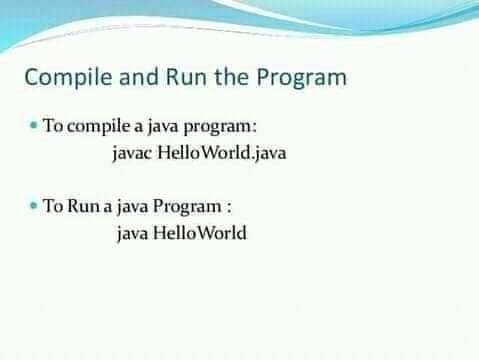 Compile and Run the Program
To compile a java program:
javac HelloWorld.java
To Run a java Program :
java HelloWorld